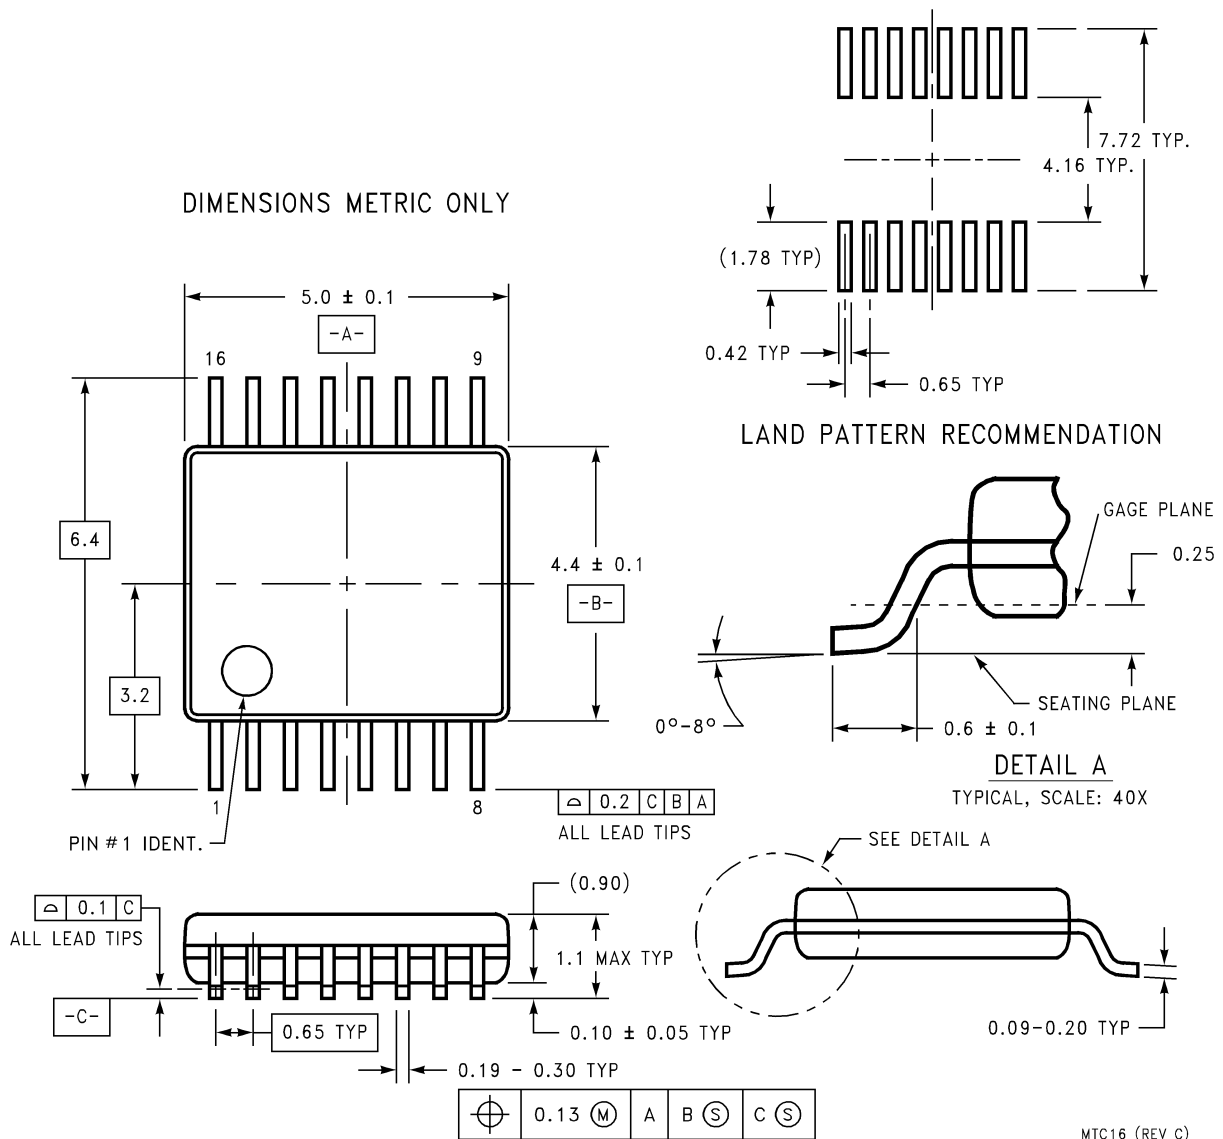 7.72 TYP.
4.16 TYP.
DIMENSIONS METRIC ONLY
(1.78 TYP)
5.0 ± 0.1
-A-
0.42 TYP
0.65 TYP
16
9
LAND PATTERN RECOMMENDATION
GAGE PLANE
0.25
6.4
4.4 ± 0.1
-B-
3.2
SEATING PLANE
0°-8°
0.6 ± 0.1
DETAIL A
TYPICAL, SCALE: 40X
1
8
⌓ 0.2 C B A
ALL LEAD TIPS
PIN #1 IDENT.
SEE DETAIL A
(0.90)
⌓ 0.1 C
ALL LEAD TIPS
1.1 MAX TYP
-C-
0.65 TYP
0.10 ± 0.05 TYP
0.09-0.20 TYP
0.19 - 0.30 TYP
⌖ 0.13 Ⓜ A B Ⓢ C Ⓢ
MTC16 (REV C)